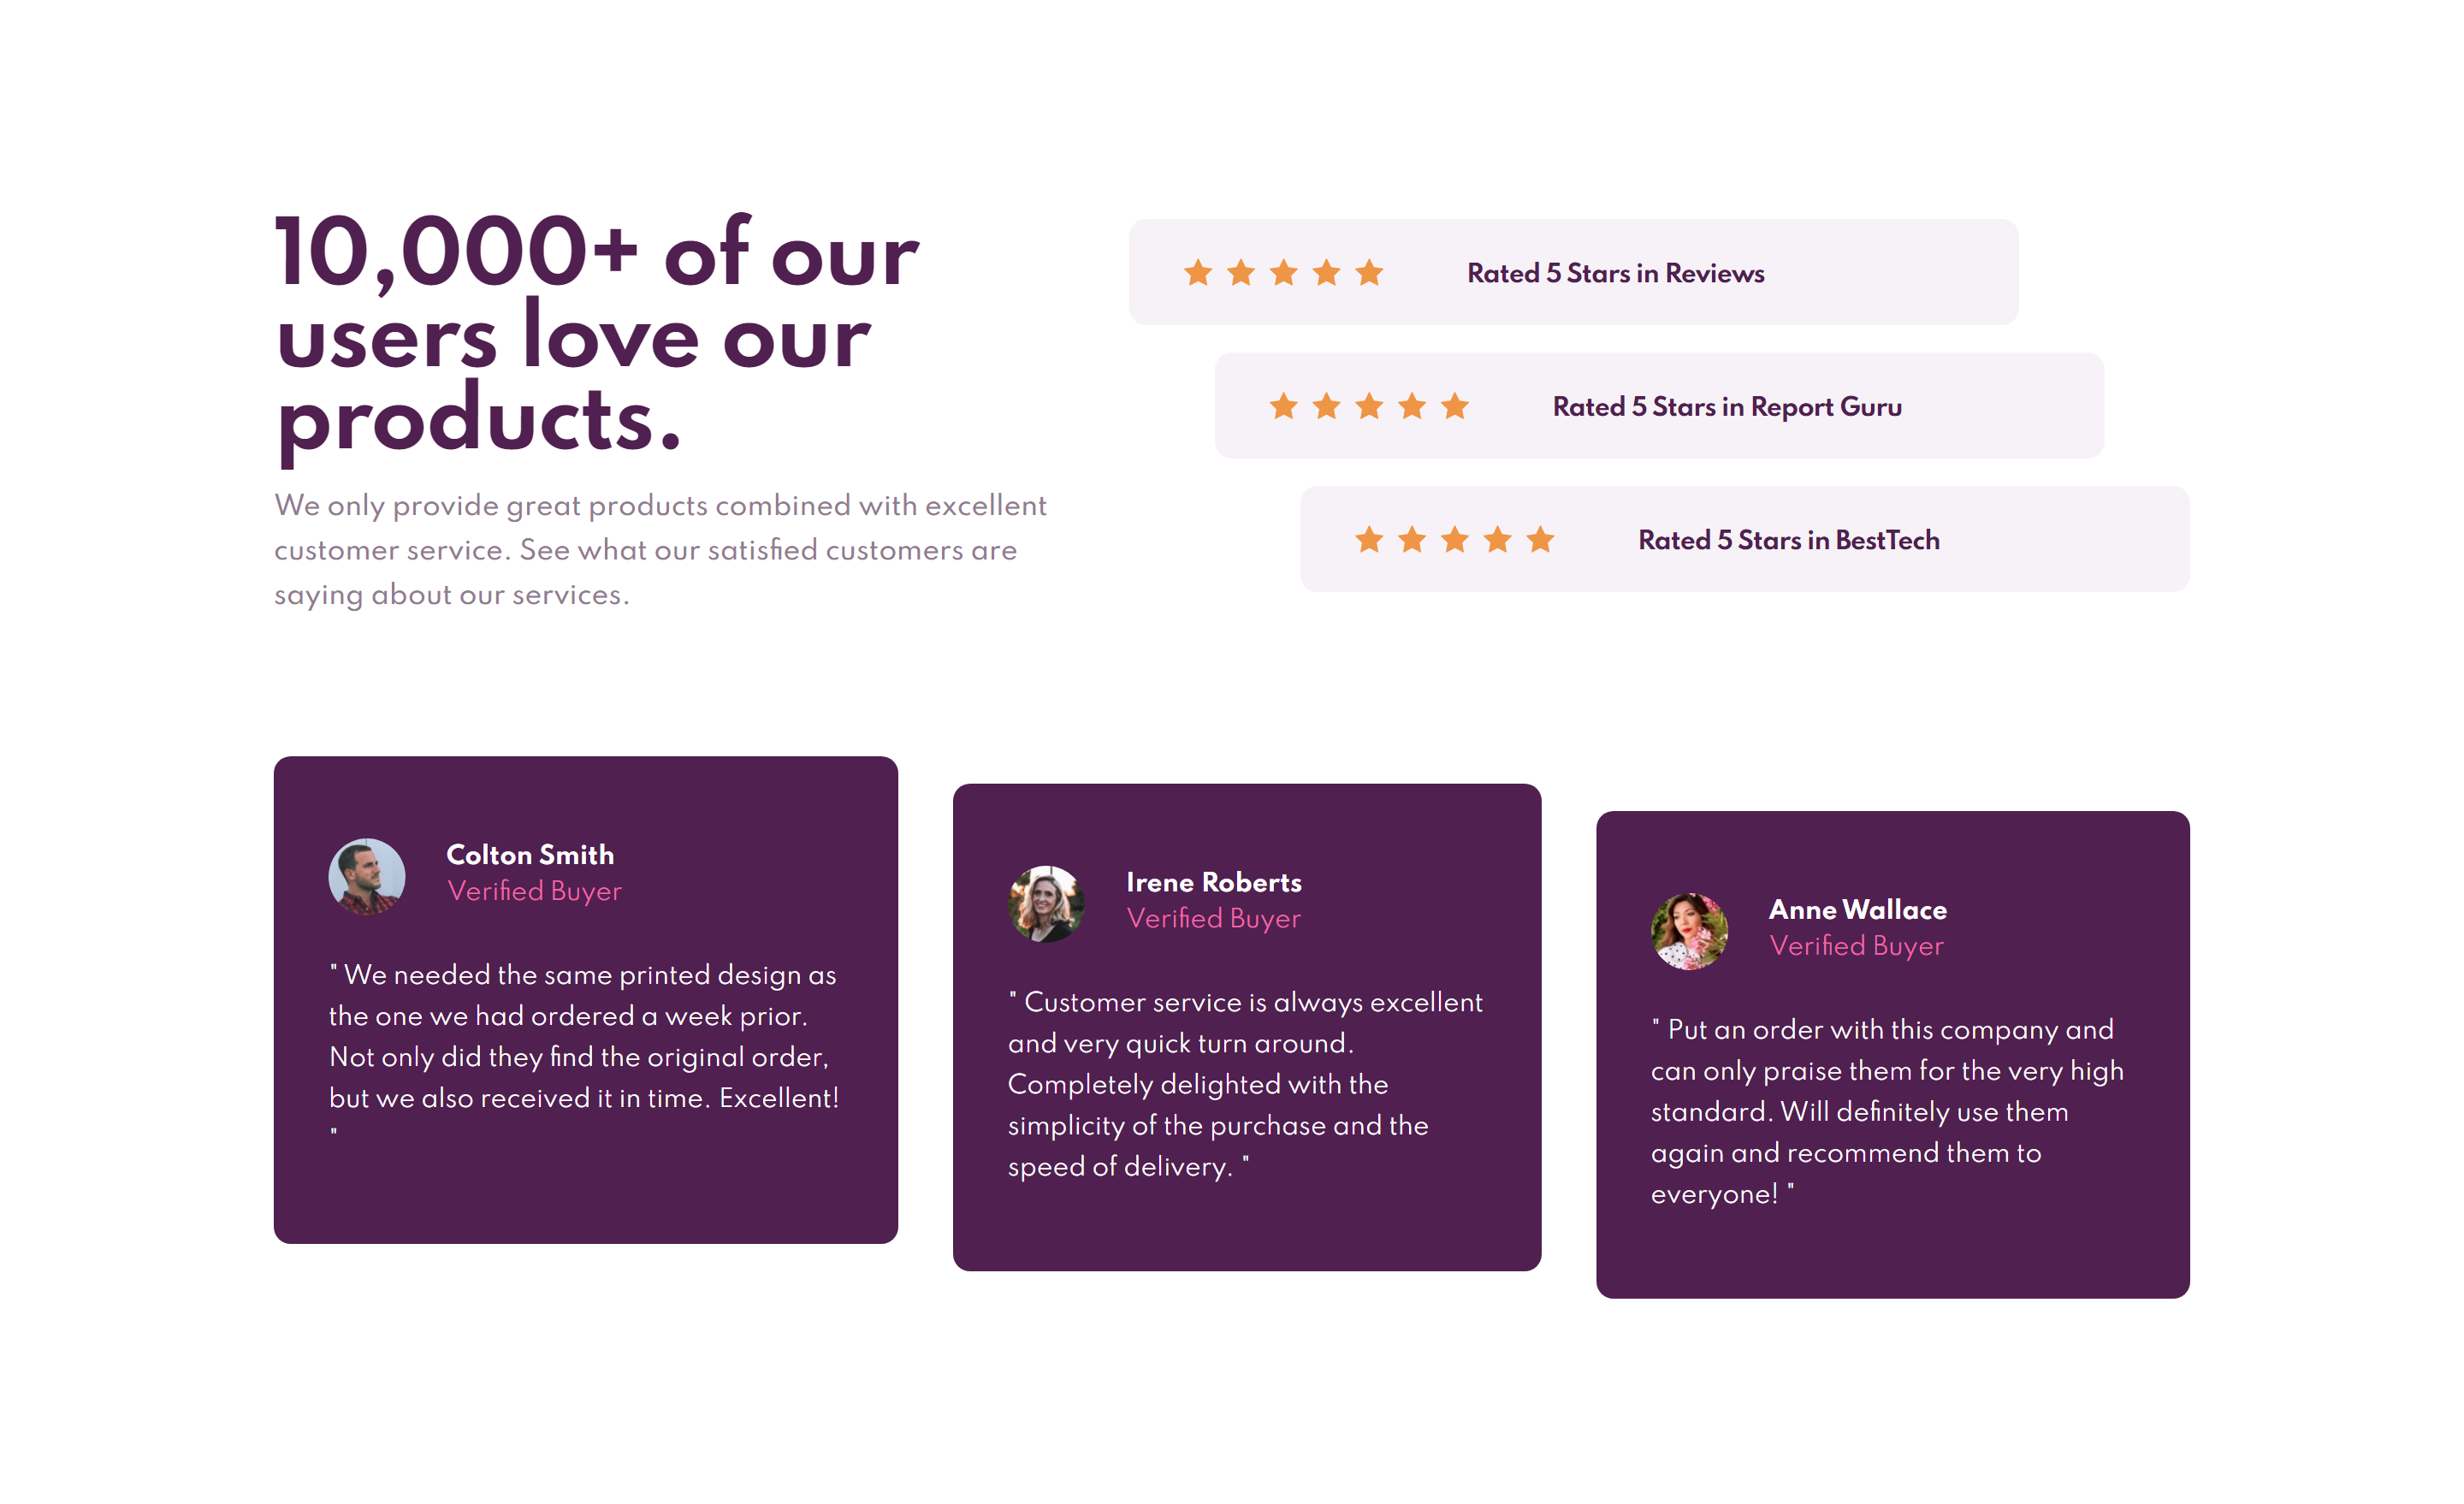 10,000+ of our
users love our
products.
We only provide great products combined with excellent
customer service. See what our satisfied customers are
saying about our services.
Rated 5 Stars in Reviews
Rated 5 Stars in Report Guru
Rated 5 Stars in BestTech
Colton Smith
Verified Buyer
" We needed the same printed design as
the one we had ordered a week prior.
Not only did they find the original order,
but we also received it in time. Excellent!
"
Irene Roberts
Verified Buyer
" Customer service is always excellent
and very quick turn around.
Completely delighted with the
simplicity of the purchase and the
speed of delivery. "
Anne Wallace
Verified Buyer
" Put an order with this company and
can only praise them for the very high
standard. Will definitely use them
again and recommend them to
everyone! "